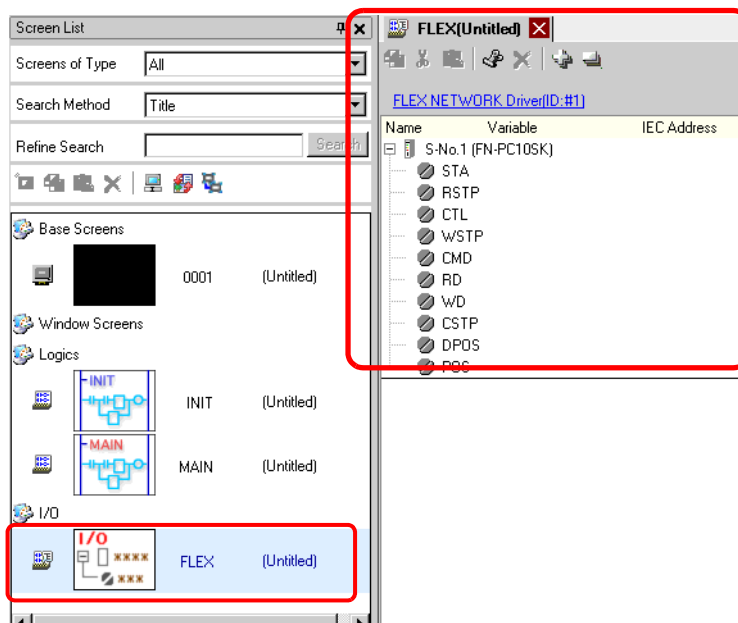 Screen List
Screens of Type All
Search Method Title
Refine Search Search
Base Screens
0001 (Untitled)
Window Screens
Logics
INIT
INIT (Untitled)
MAIN
MAIN (Untitled)
I/O
I/O
****
***
FLEX (Untitled)
FLEX(Untitled)
FLEX NETWORK Driver(ID:#1)
Name Variable IEC Address
S-No.1 (FN-PC10SK)
STA
RSTP
CTL
WSTP
CMD
RD
WD
CSTP
DPOS
POS